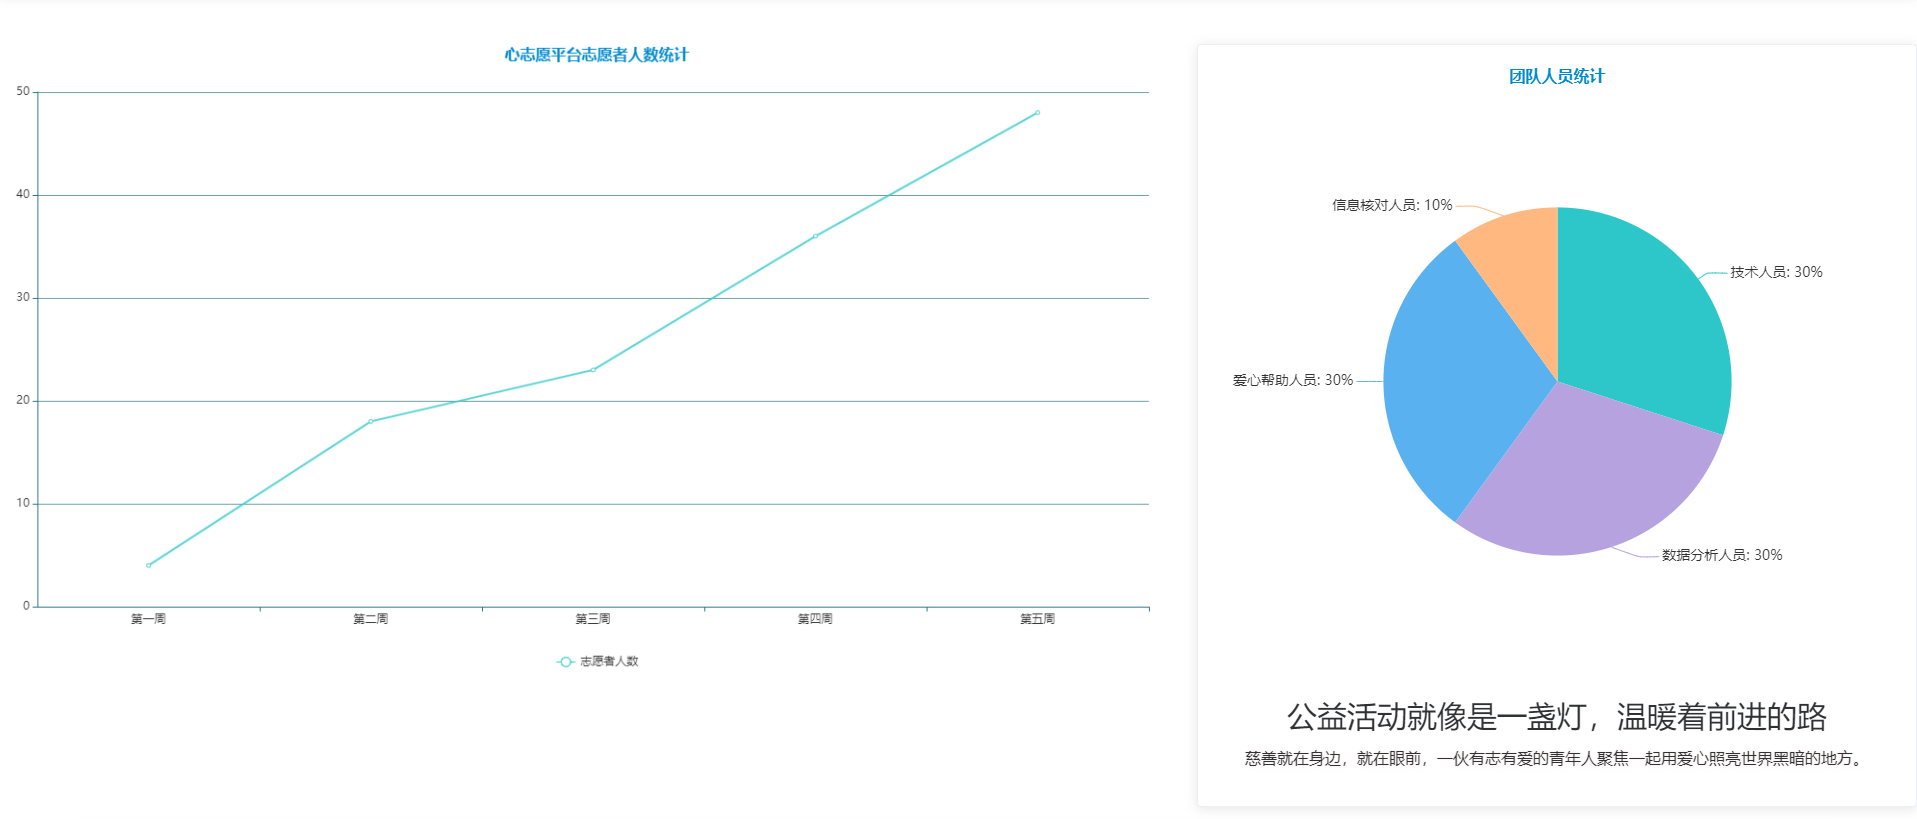 心志愿平台志愿者人数统计
50
40
30
20
10
0
第一周
第二周
第三周
第四周
第五周
志愿者人数
团队人员统计
信息核对人员: 10%
技术人员: 30%
爱心帮助人员: 30%
数据分析人员: 30%
公益活动就像是一盏灯，温暖着前进的路
慈善就在身边，就在眼前，一伙有志有爱的青年人聚焦一起用爱心照亮世界黑暗的地方。